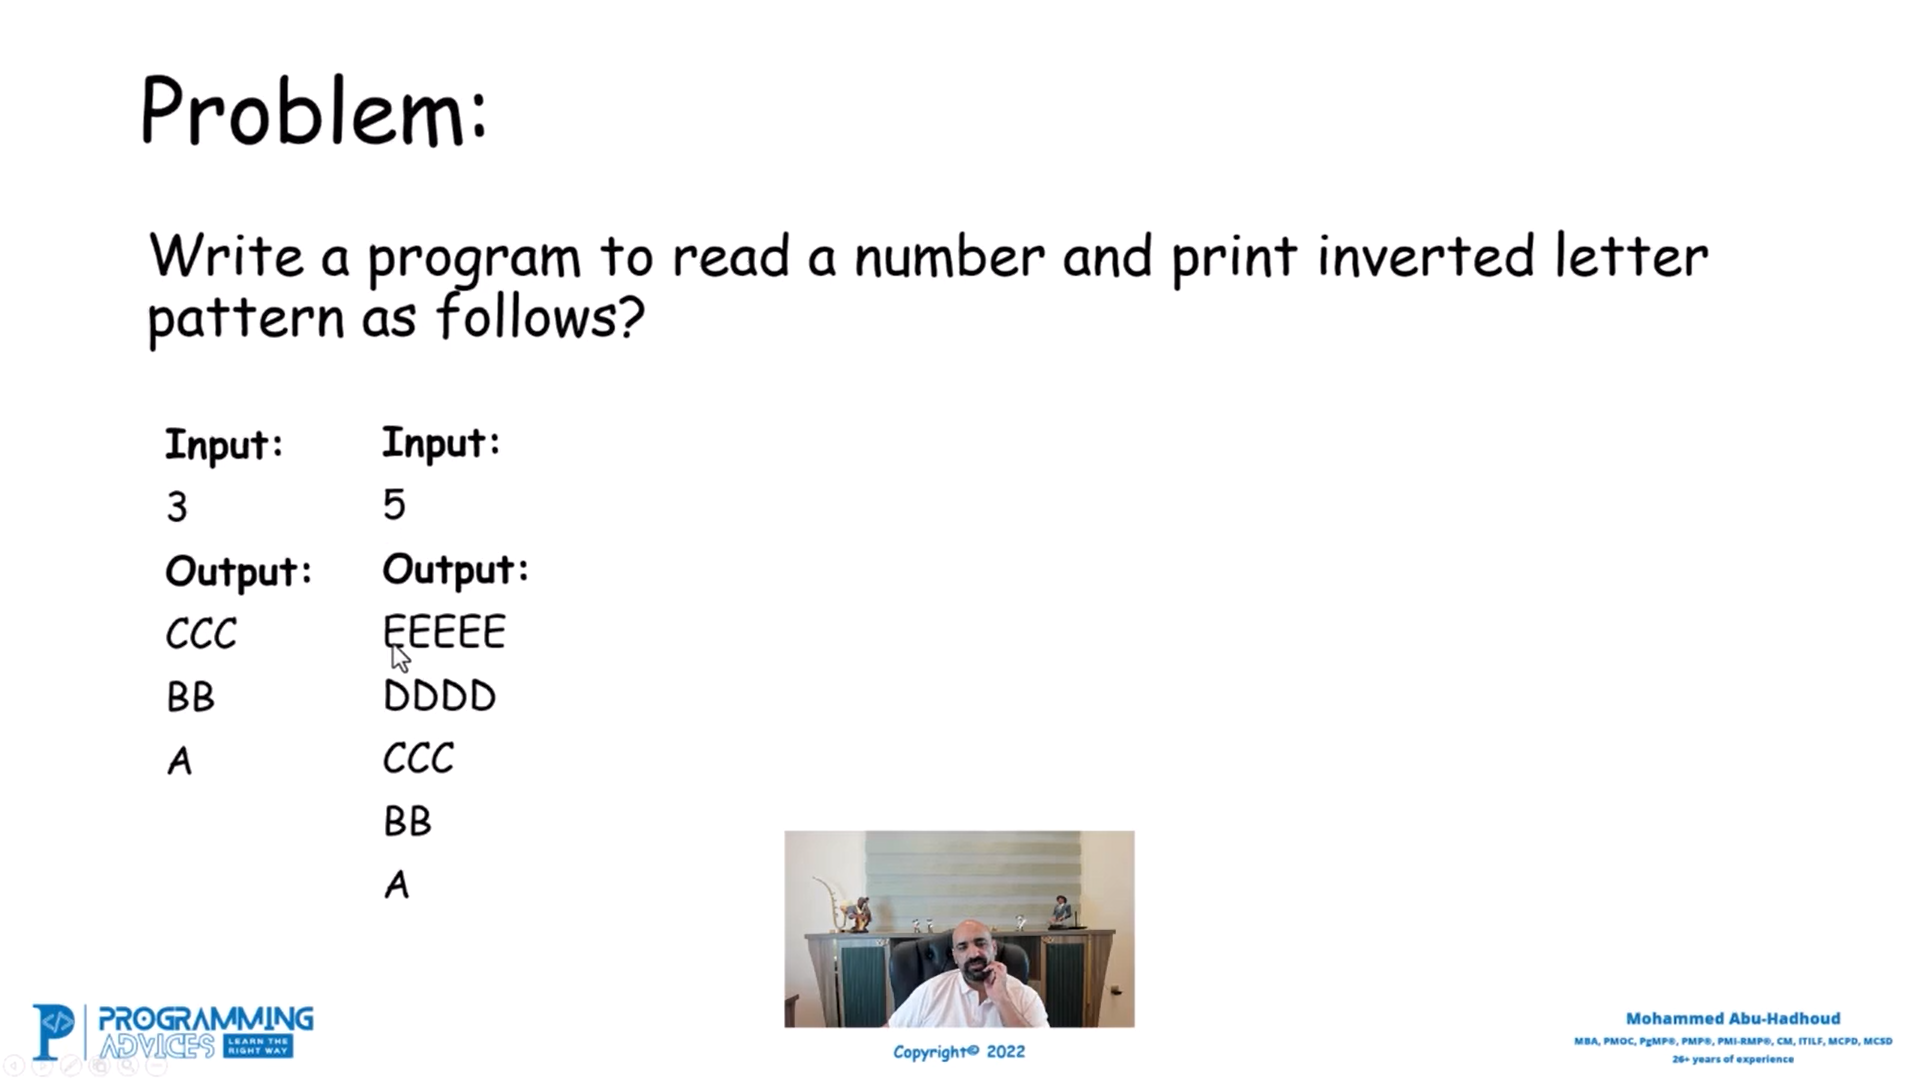 Problem:
Write a program to read a number and print inverted letter
pattern as follows?
Input:
3
Output:
CCC
BB
A
Input:
5
Output:
EEEEE
DDDD
CCC
BB
A
PROGRAMMING
ADVICES
LEARN THE
RIGHT WAY
Copyright© 2022
Mohammed Abu-Hadhoud
MBA, PMOC, PgMP®, PMP®, PMI-RMP®, CM, ITILF, MCPD, MCSD
26+ years of experience